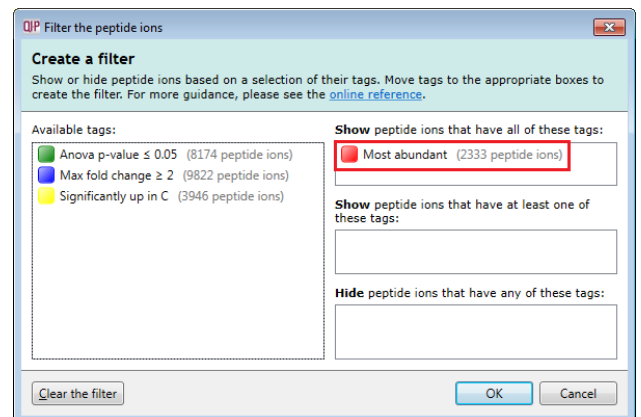 QIP Filter the peptide ions
Create a filter
Show or hide peptide ions based on a selection of their tags. Move tags to the appropriate boxes to
create the filter. For more guidance, please see the online reference.
Available tags:
Anova p-value ≤ 0.05 (8174 peptide ions)
Max fold change ≥ 2 (9822 peptide ions)
Significantly up in C (3946 peptide ions)
Show peptide ions that have all of these tags:
Most abundant (2333 peptide ions)
Show peptide ions that have at least one of
these tags:
Hide peptide ions that have any of these tags:
Clear the filter
OK
Cancel